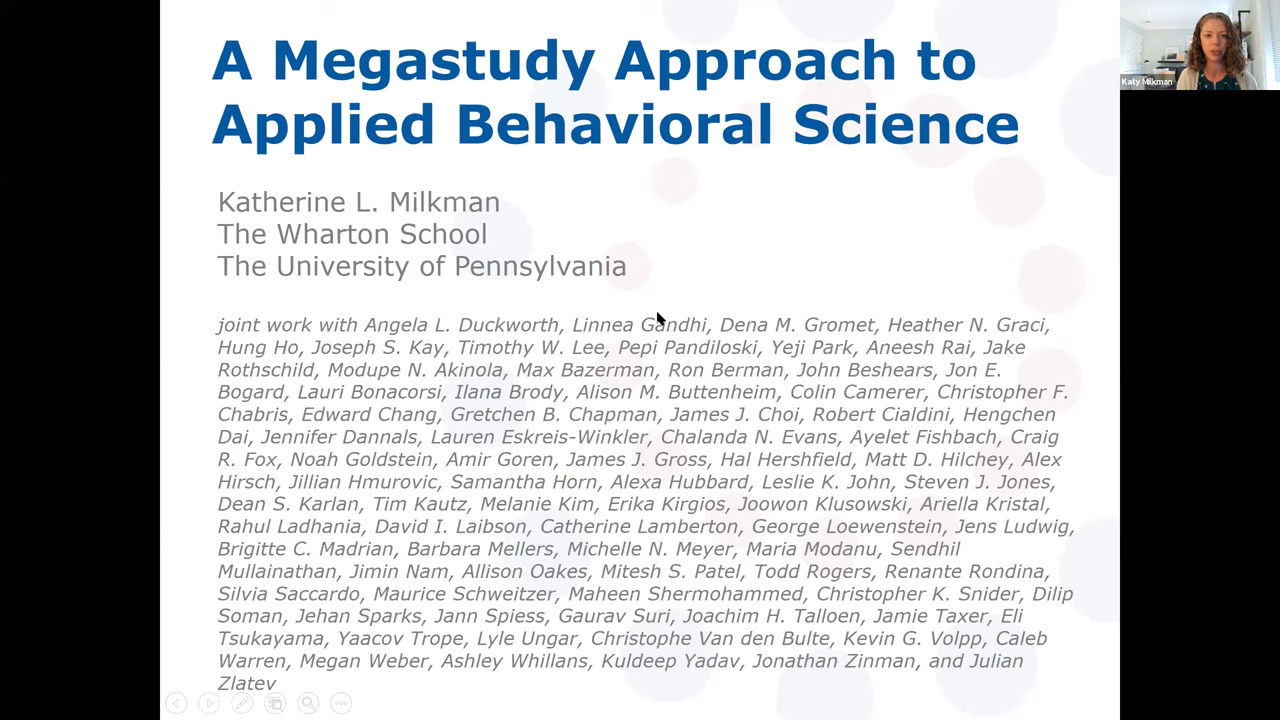 A Megastudy Approach to
Applied Behavioral Science
Katy Milkman
Katherine L. Milkman
The Wharton School
The University of Pennsylvania
joint work with Angela L. Duckworth, Linnea Gandhi, Dena M. Gromet, Heather N. Graci,
Hung Ho, Joseph S. Kay, Timothy W. Lee, Pepi Pandiloski, Yeji Park, Aneesh Rai, Jake
Rothschild, Modupe N. Akinola, Max Bazerman, Ron Berman, John Beshears, Jon E.
Bogard, Lauri Bonacorsi, Ilana Brody, Alison M. Buttenheim, Colin Camerer, Christopher F.
Chabris, Edward Chang, Gretchen B. Chapman, James J. Choi, Robert Cialdini, Hengchen
Dai, Jennifer Dannals, Lauren Eskreis-Winkler, Chalanda N. Evans, Ayelet Fishbach, Craig
R. Fox, Noah Goldstein, Amir Goren, James J. Gross, Hal Hershfield, Matt D. Hilchey, Alex
Hirsch, Jillian Hmurovic, Samantha Horn, Alexa Hubbard, Leslie K. John, Steven J. Jones,
Dean S. Karlan, Tim Kautz, Melanie Kim, Erika Kirgios, Joowon Klusowski, Ariella Kristal,
Rahul Ladhania, David I. Laibson, Catherine Lamberton, George Loewenstein, Jens Ludwig,
Brigitte C. Madrian, Barbara Mellers, Michelle N. Meyer, Maria Modanu, Sendhil
Mullainathan, Jimin Nam, Allison Oakes, Mitesh S. Patel, Todd Rogers, Renante Rondina,
Silvia Saccardo, Maurice Schweitzer, Maheen Shermohammed, Christopher K. Snider, Dilip
Soman, Jehan Sparks, Jann Spiess, Gaurav Suri, Joachim H. Talloen, Jamie Taxer, Eli
Tsukayama, Yaacov Trope, Lyle Ungar, Christophe Van den Bulte, Kevin G. Volpp, Caleb
Warren, Megan Weber, Ashley Whillans, Kuldeep Yadav, Jonathan Zinman, and Julian
Zlatev